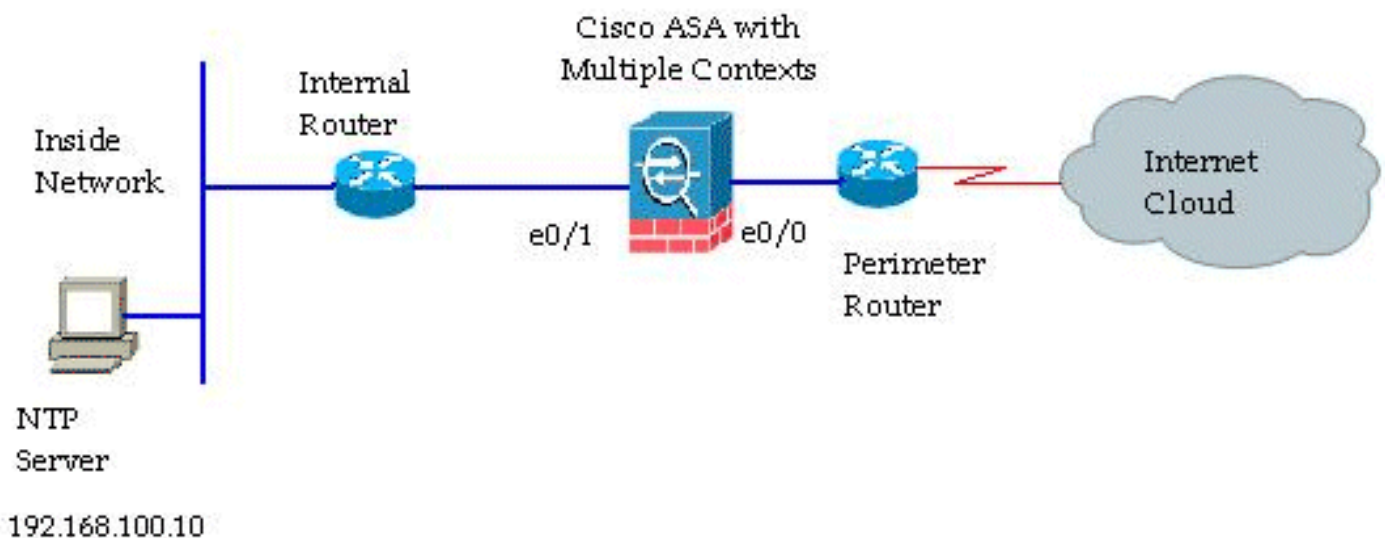 Cisco ASA with
Multiple Contexts
Internal
Router
Inside
Network
Internet
Cloud
e0/1
e0/0
Perimeter
Router
NTP
Server
192.168.100.10